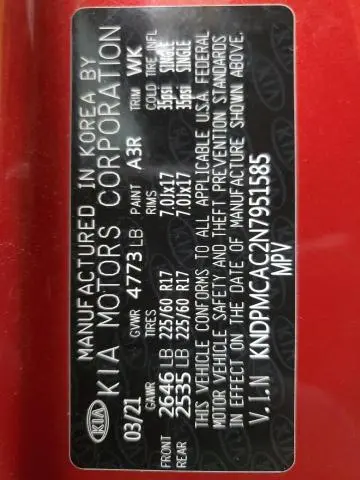 KIA
MANUFACTURED IN KOREA BY
KIA MOTORS CORPORATION
03/21 GVWR 4773 LB PAINT A3R TRIM WK
GAWR TIRES RIMS COLD TIRE INFL
FRONT 2646 LB 225/60 R17 7.0JX17 35psi SINGLE
REAR 2535 LB 225/60 R17 7.0JX17 35psi SINGLE
THIS VEHICLE CONFORMS TO ALL APPLICABLE U.S.A. FEDERAL
MOTOR VEHICLE SAFETY AND THEFT PREVENTION STANDARDS
IN EFFECT ON THE DATE OF MANUFACTURE SHOWN ABOVE.
V.I.N KNDPMCAC2N7951585
MPV